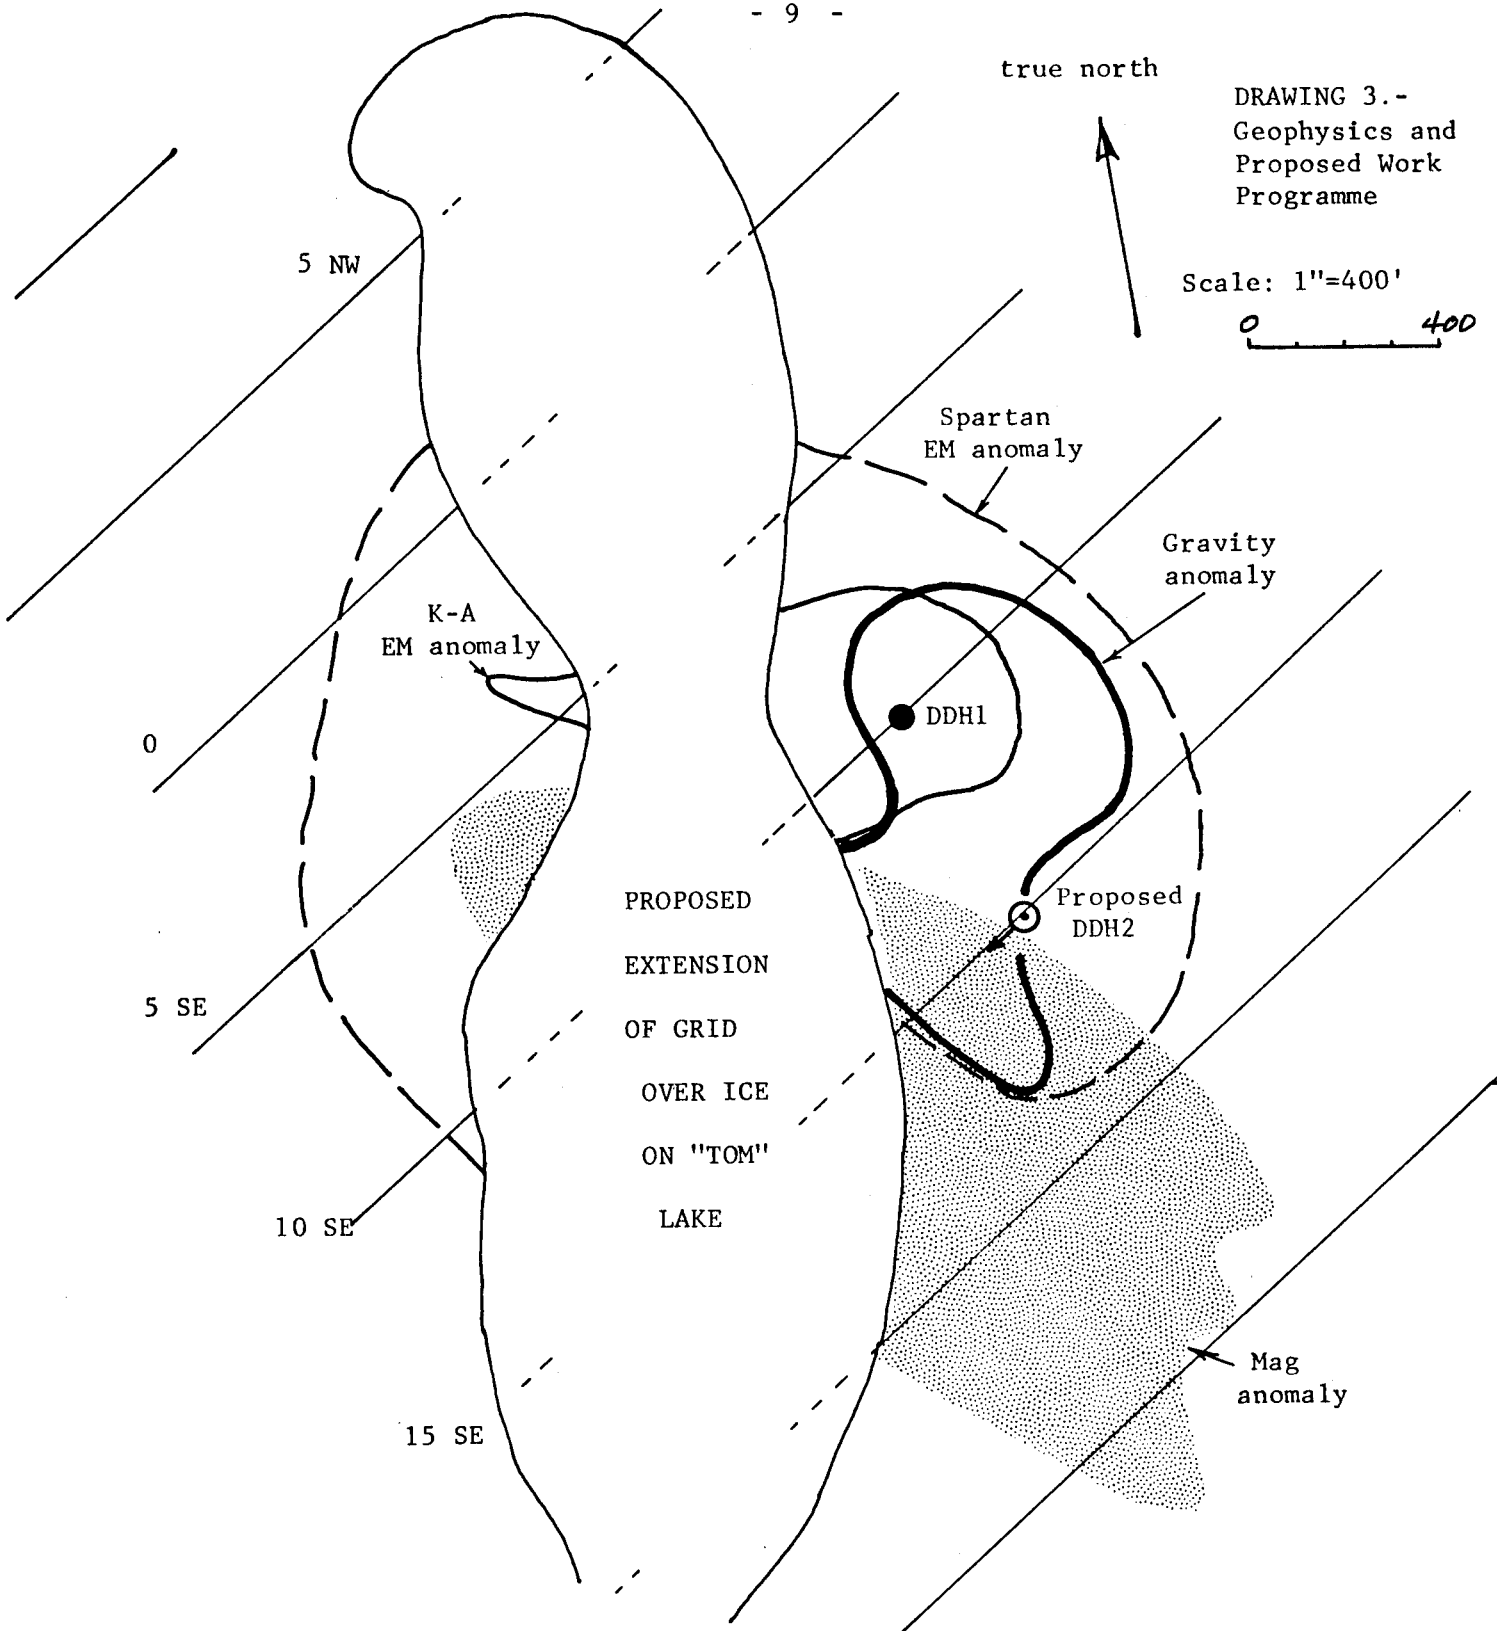 - 9 -
true north
DRAWING 3.-
Geophysics and
Proposed Work
Programme
Scale: 1"=400'
0 400
5 NW
Spartan
EM anomaly
Gravity
anomaly
K-A
EM anomaly
DDH1
0
Proposed
DDH2
PROPOSED
EXTENSION
OF GRID
OVER ICE
ON "TOM"
LAKE
5 SE
10 SE
Mag
anomaly
15 SE